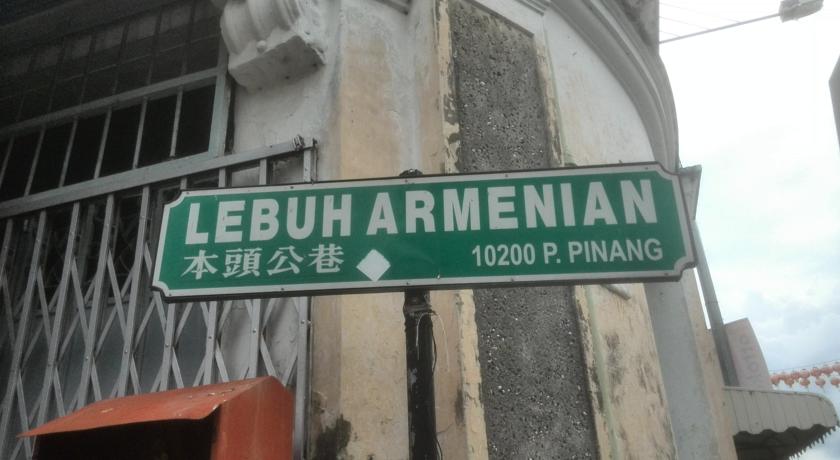 LEBUH ARMENIAN
本頭公巷 10200 P. PINANG